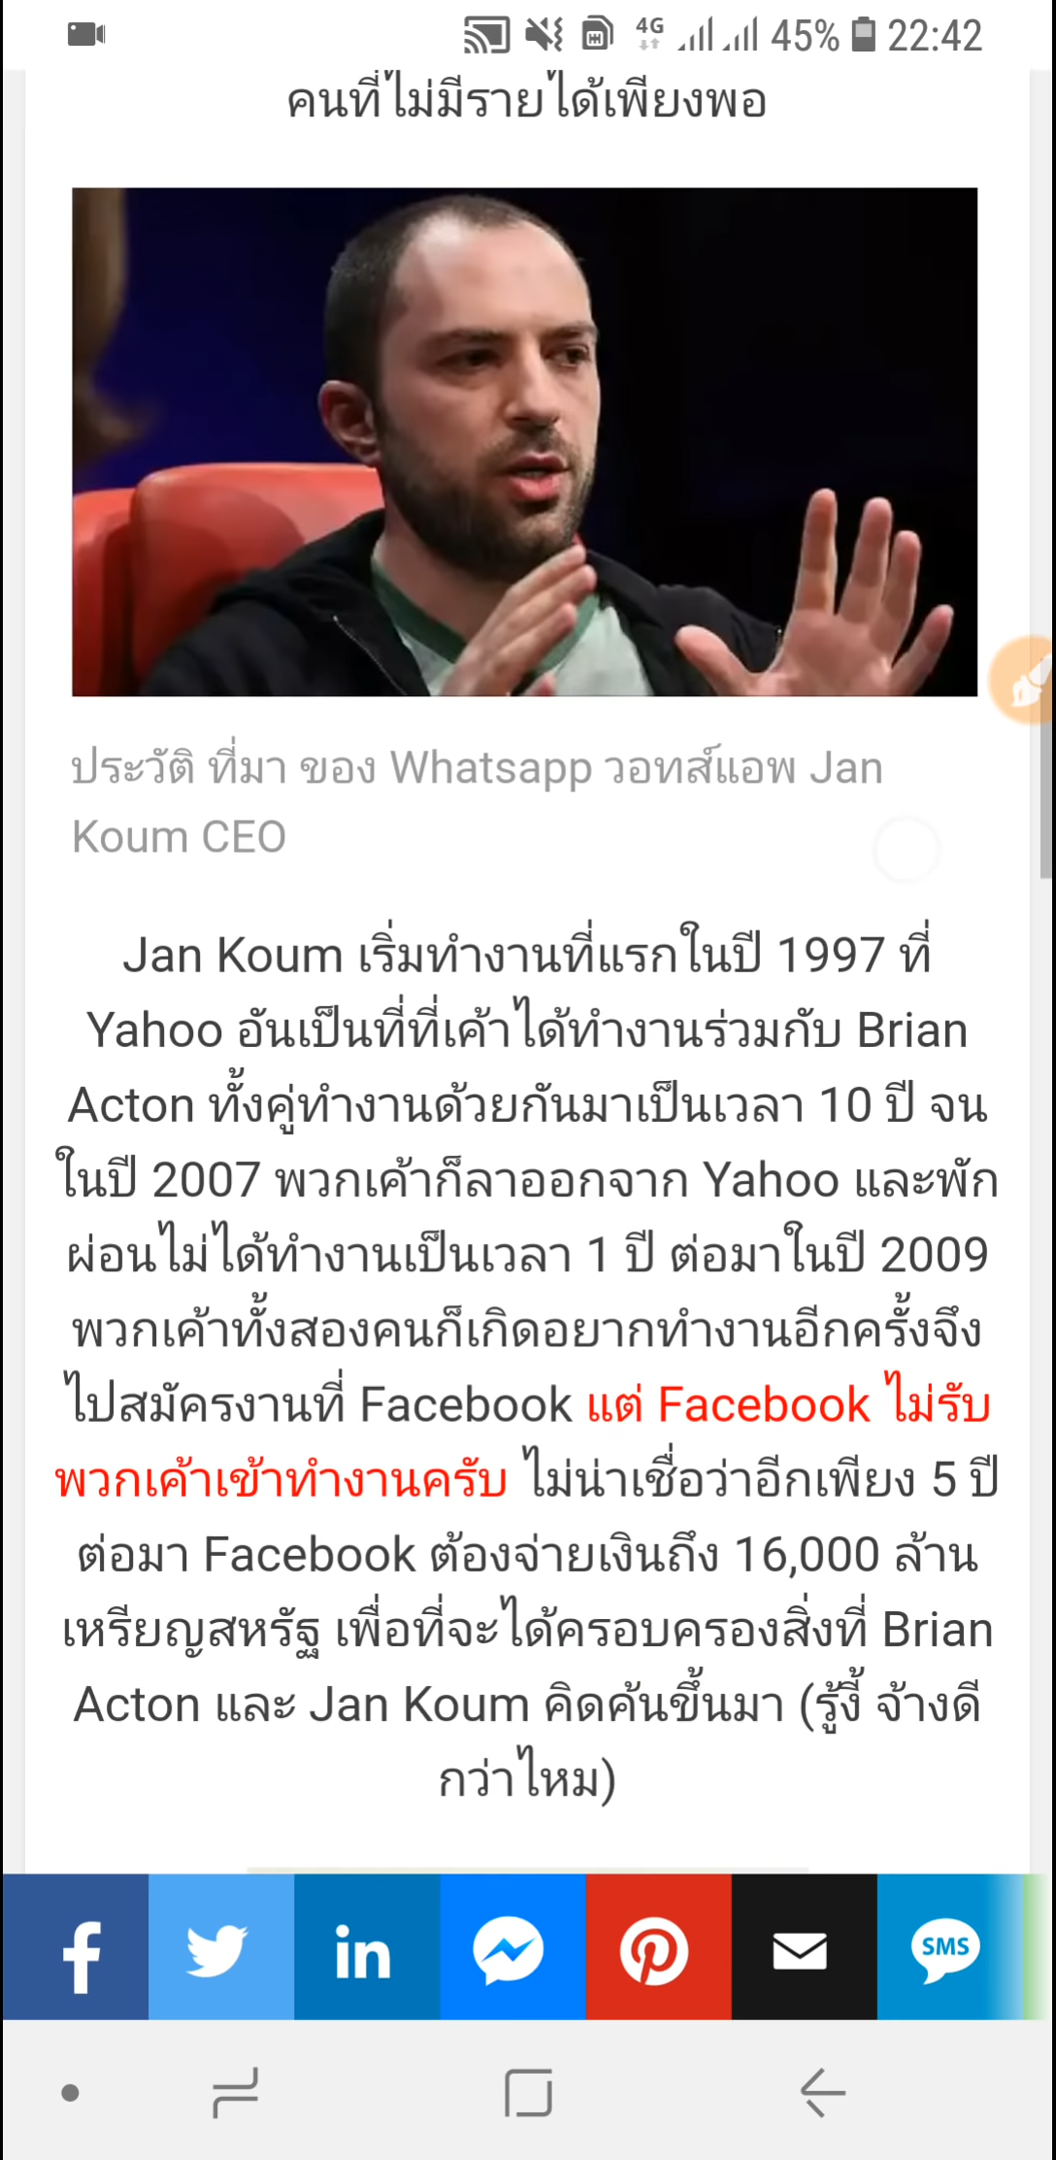 4G 45% 22:42
คนที่ไม่มีรายได้เพียงพอ
ประวัติ ที่มา ของ Whatsapp วอทส์แอพ Jan
Koum CEO
Jan Koum เริ่มทำงานที่แรกในปี 1997 ที่
Yahoo อันเป็นที่ที่เค้าได้ทำงานร่วมกับ Brian
Acton ทั้งคู่ทำงานด้วยกันมาเป็นเวลา 10 ปี จน
ในปี 2007 พวกเค้าก็ลาออกจาก Yahoo และพัก
ผ่อนไม่ได้ทำงานเป็นเวลา 1 ปี ต่อมาในปี 2009
พวกเค้าทั้งสองคนก็เกิดอยากทำงานอีกครั้งจึง
ไปสมัครงานที่ Facebook แต่ Facebook ไม่รับ
พวกเค้าเข้าทำงานครับ ไม่น่าเชื่อว่าอีกเพียง 5 ปี
ต่อมา Facebook ต้องจ่ายเงินถึง 16,000 ล้าน
เหรียญสหรัฐ เพื่อที่จะได้ครอบครองสิ่งที่ Brian
Acton และ Jan Koum คิดค้นขึ้นมา (รู้งี้ จ้างดี
กว่าไหม)
SMS